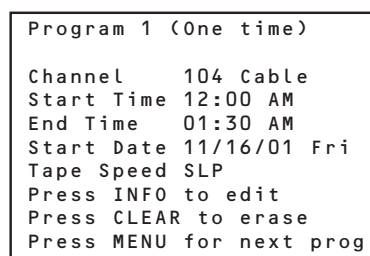 Program 1 (One time)
Channel 104 Cable
Start Time 12:00 AM
End Time 01:30 AM
Start Date 11/16/01 Fri
Tape Speed SLP
Press INFO to edit
Press CLEAR to erase
Press MENU for next prog